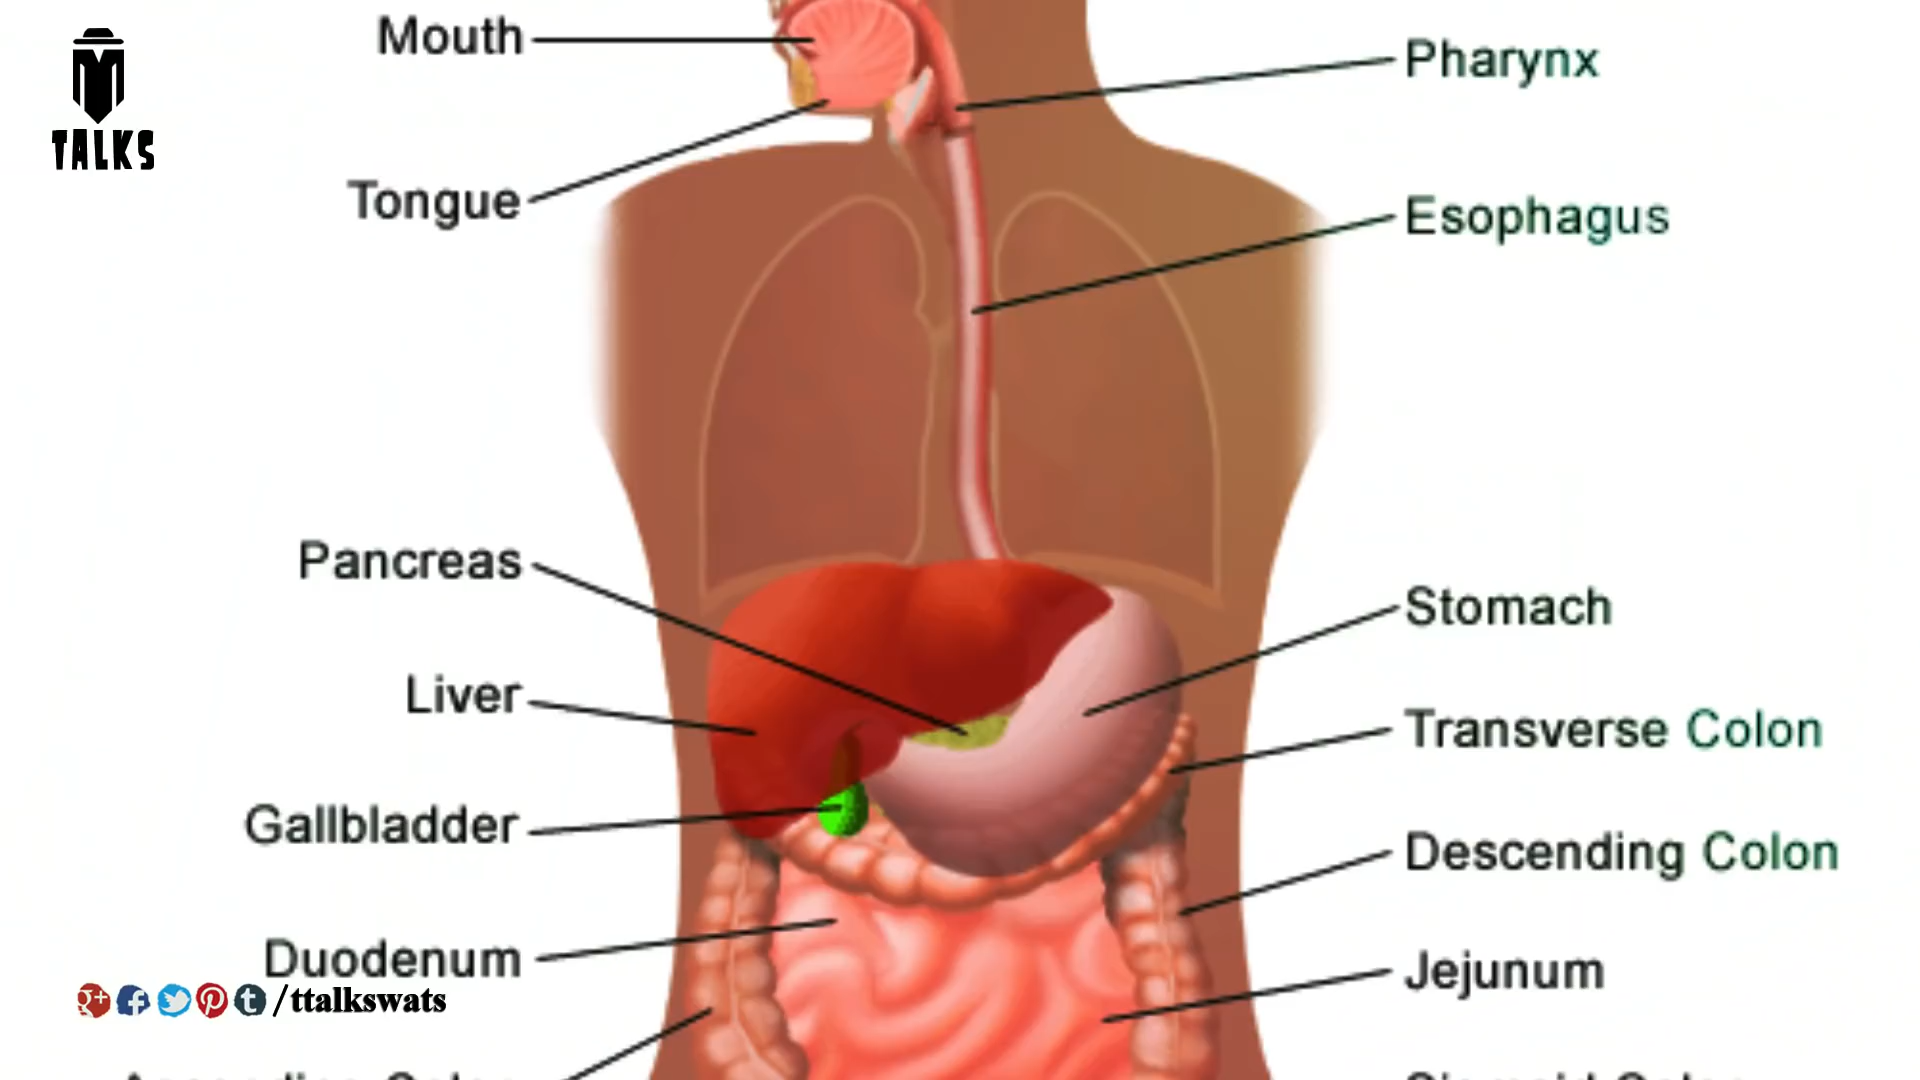 TALKS
Mouth
Tongue
Pancreas
Liver
Gallbladder
Duodenum
/ttalkswats
Pharynx
Esophagus
Stomach
Transverse Colon
Descending Colon
Jejunum